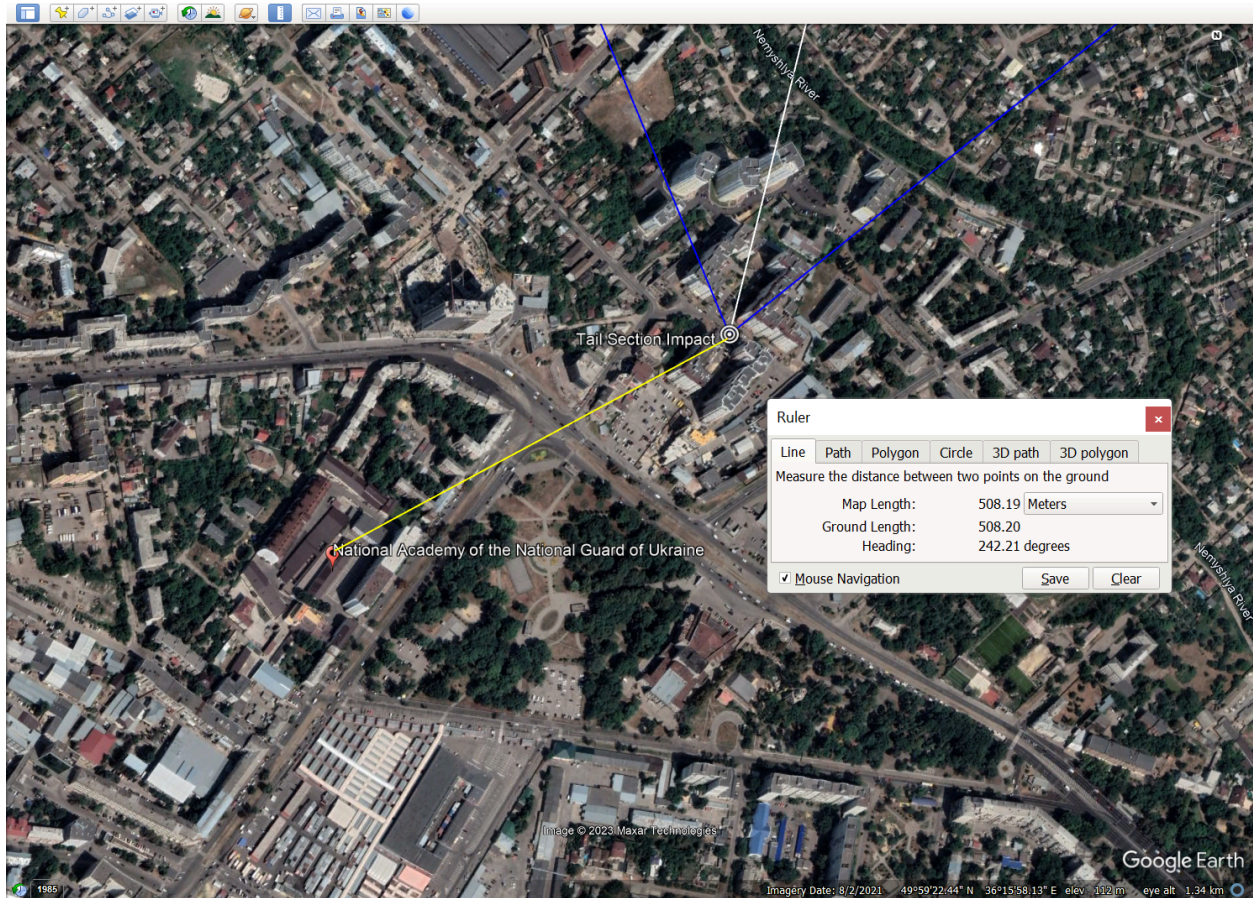 N
Nemyshlya River
Tail Section Impact
Ruler
Line Path Polygon Circle 3D path 3D polygon
Measure the distance between two points on the ground
Map Length: 508.19 Meters
Ground Length: 508.20
Heading: 242.21 degrees
Mouse Navigation Save Clear
National Academy of the National Guard of Ukraine
Nemyshlya River
Image © 2023 Maxar Technologies
Google Earth
1985
Imagery Date: 8/2/2021 49°59'22.44" N 36°15'58.13" E elev 112 m eye alt 1.34 km